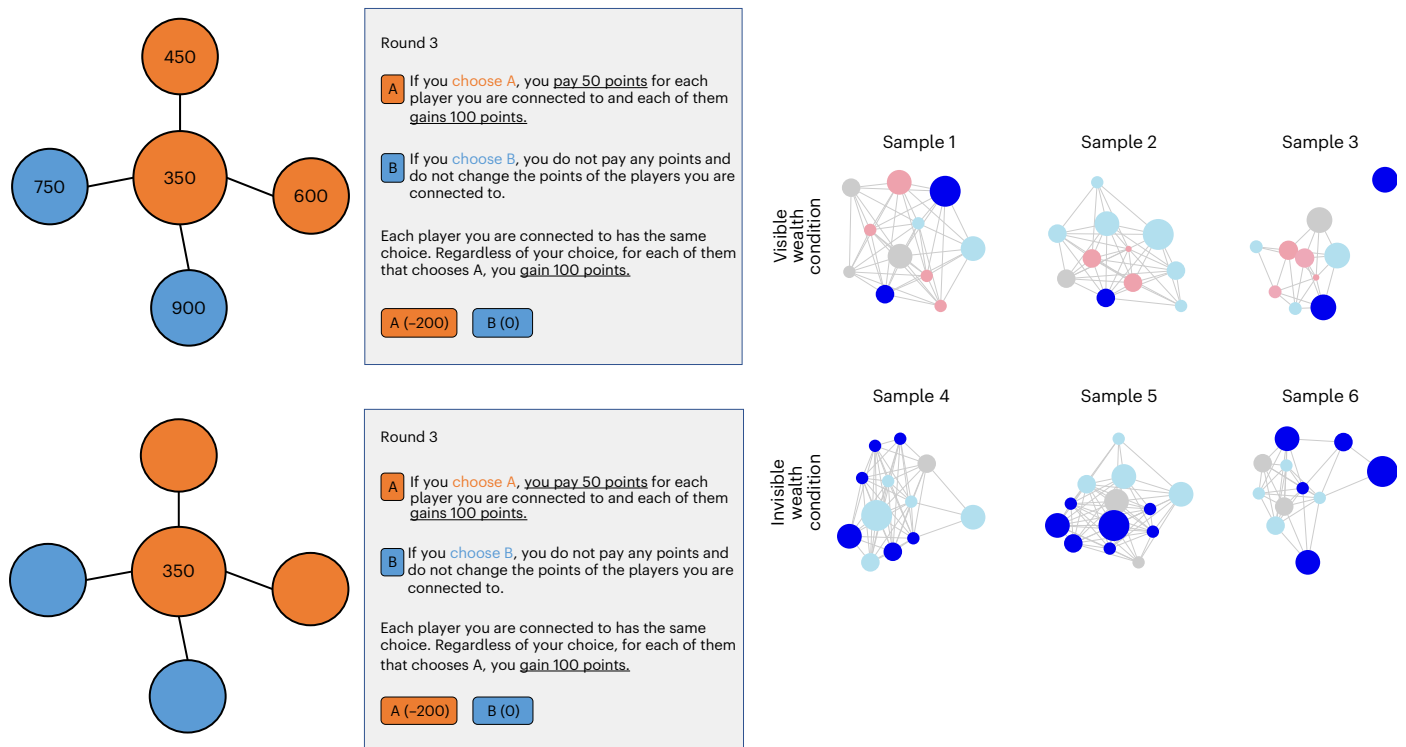 450
750
350
600
900
Round 3
A
If you choose A, you pay 50 points for each
player you are connected to and each of them
gains 100 points.
B
If you choose B, you do not pay any points and
do not change the points of the players you are
connected to.
Each player you are connected to has the same
choice. Regardless of your choice, for each of them
that chooses A, you gain 100 points.
A (–200)
B (0)
350
Round 3
A
If you choose A, you pay 50 points for each
player you are connected to and each of them
gains 100 points.
B
If you choose B, you do not pay any points and
do not change the points of the players you are
connected to.
Each player you are connected to has the same
choice. Regardless of your choice, for each of them
that chooses A, you gain 100 points.
A (–200)
B (0)
Visible
wealth
condition
Sample 1
Sample 2
Sample 3
Invisible
wealth
condition
Sample 4
Sample 5
Sample 6